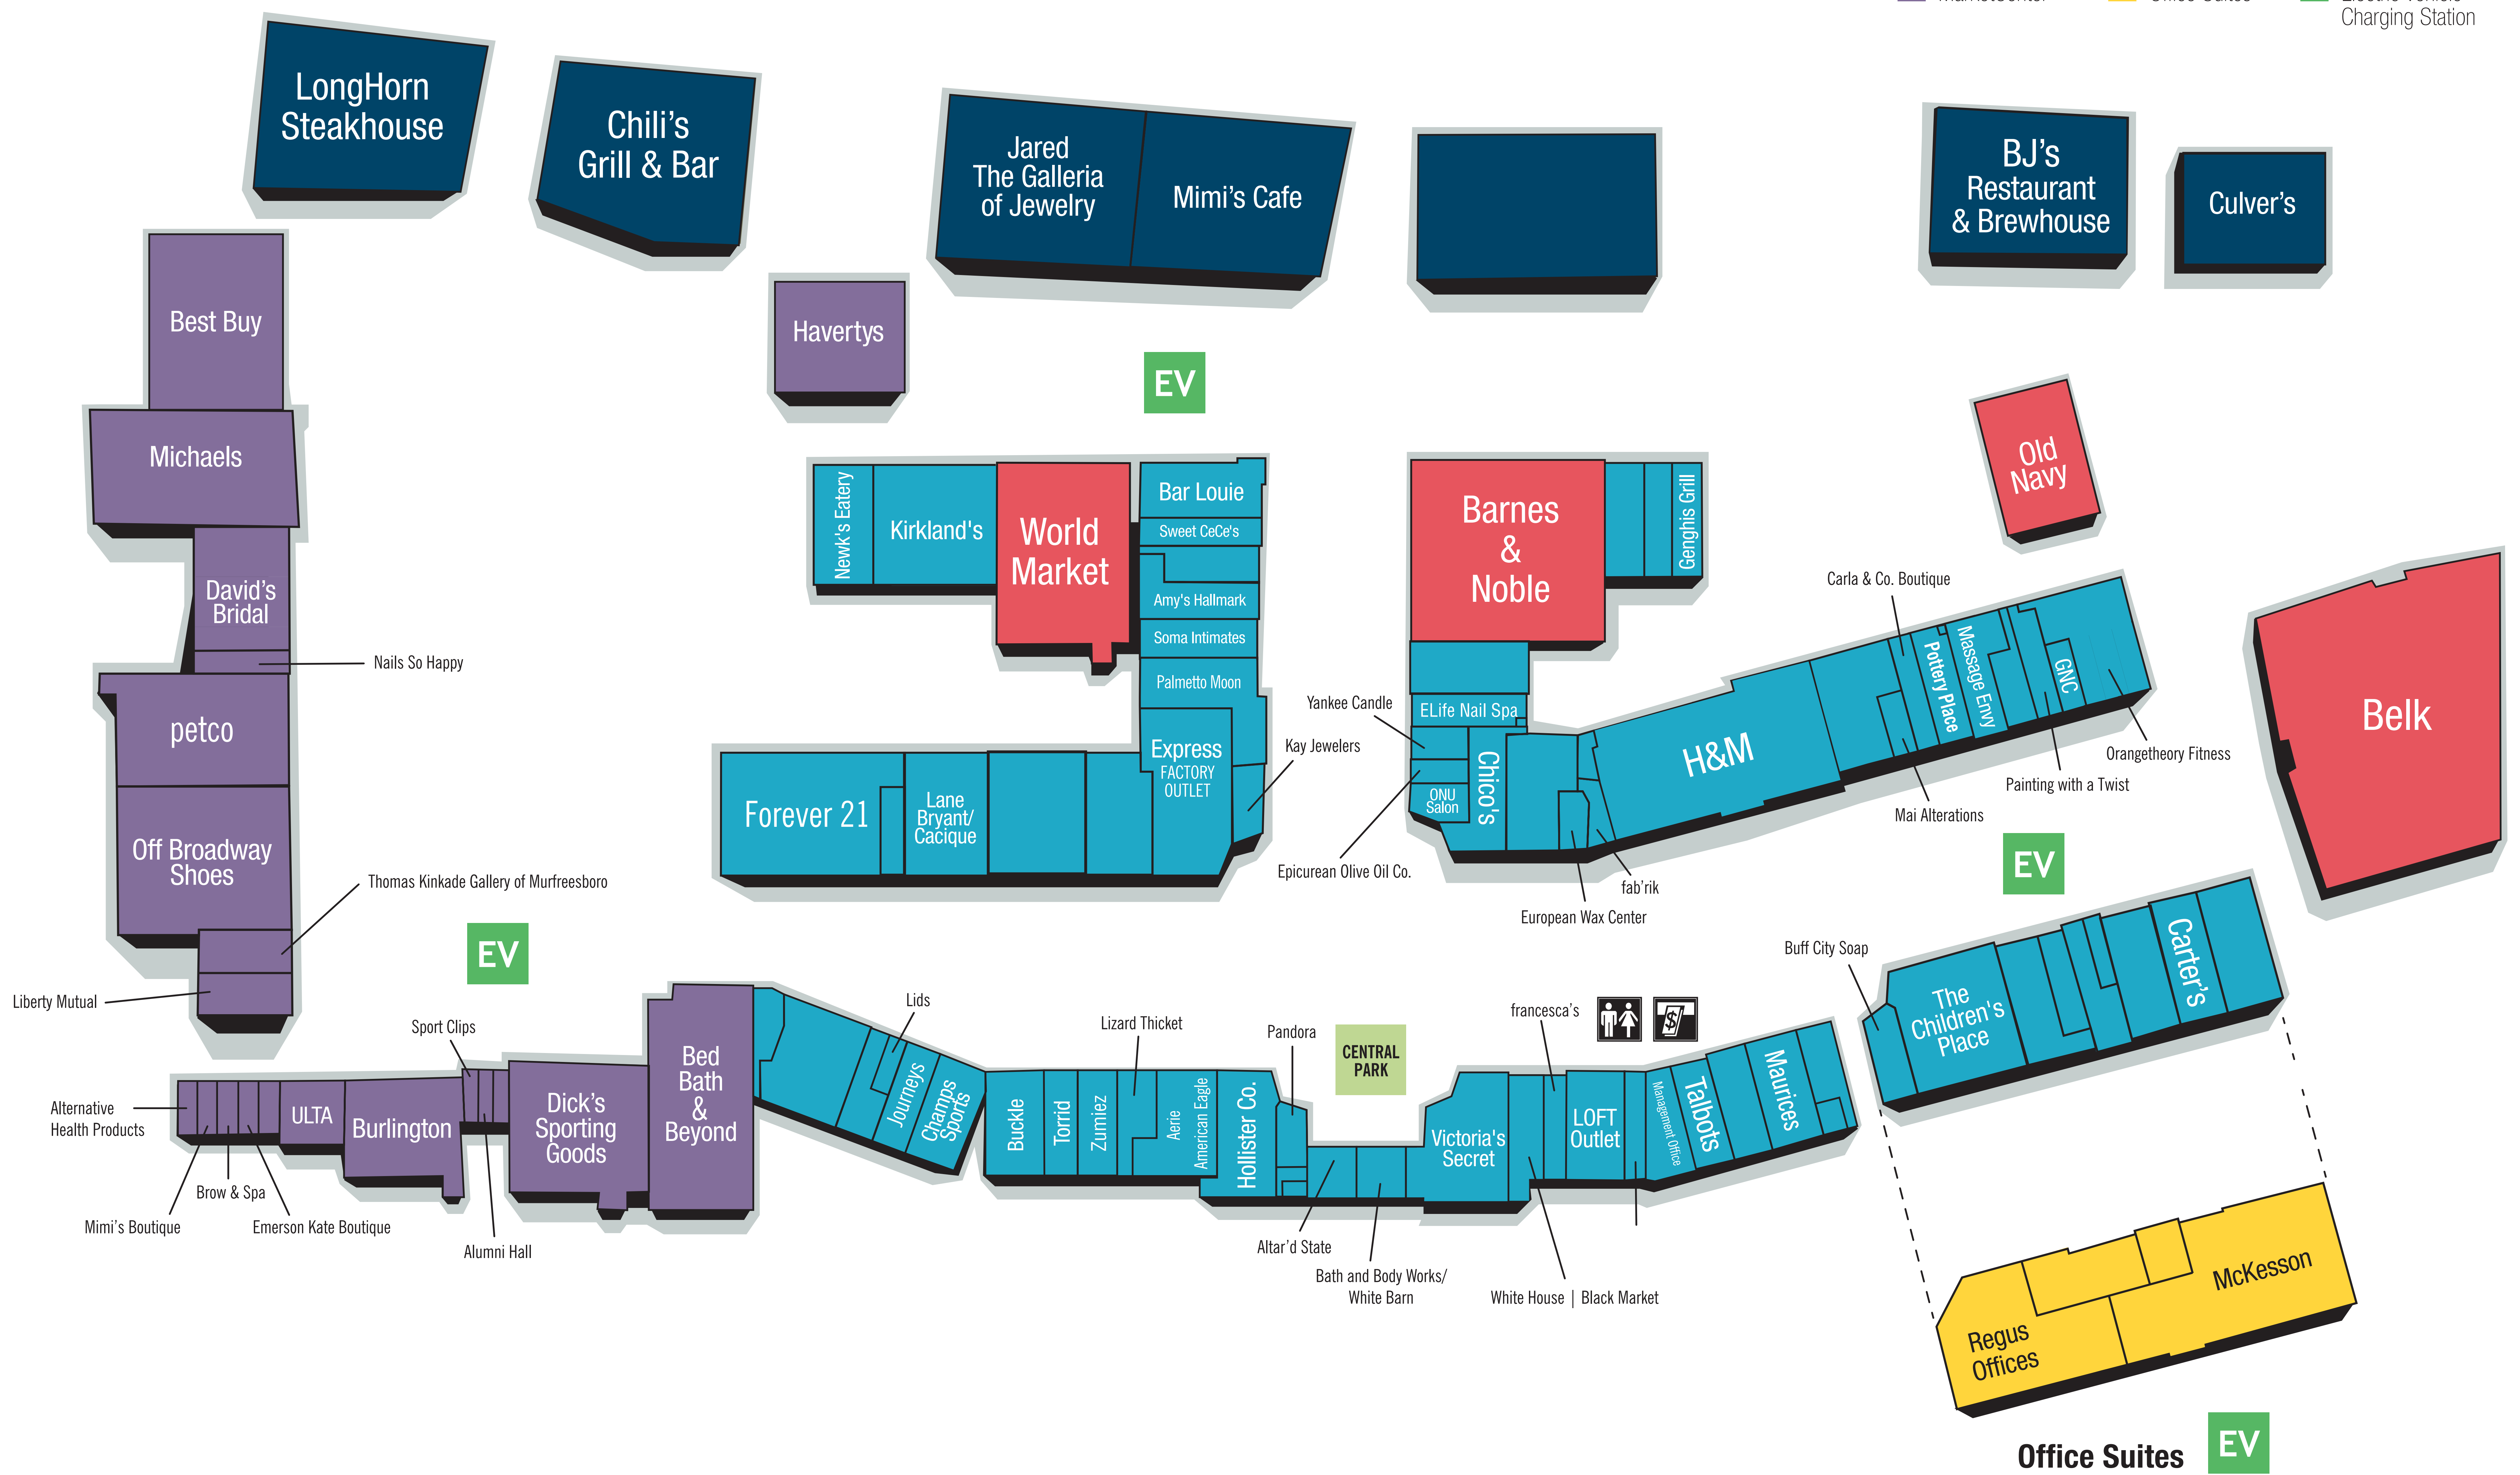 MarketCenter
Office Suites
Electric Vehicle
Charging Station
LongHorn
Steakhouse
Chili's
Grill & Bar
Jared
The Galleria
of Jewelry
Mimi's Cafe
BJ's
Restaurant
& Brewhouse
Culver's
Best Buy
Havertys
EV
Michaels
Old
Navy
Newk's Eatery
Kirkland's
World
Market
Bar Louie
Sweet CeCe's
Amy's Hallmark
Soma Intimates
Palmetto Moon
Express
FACTORY
OUTLET
Barnes
&
Noble
Genghis Grill
David's
Bridal
Nails So Happy
petco
Off Broadway
Shoes
Thomas Kinkade Gallery of Murfreesboro
Liberty Mutual
Forever 21
Lane
Bryant/
Cacique
Kay Jewelers
Yankee Candle
ELife Nail Spa
Epicurean Olive Oil Co.
ONU
Salon
Chico's
European Wax Center
fab'rik
H&M
Carla & Co. Boutique
Pottery Place
Massage Envy
GNC
Mai Alterations
Painting with a Twist
Orangetheory Fitness
Belk
EV
EV
Alternative
Health Products
Mimi's Boutique
Brow & Spa
Emerson Kate Boutique
ULTA
Burlington
Sport Clips
Alumni Hall
Dick's
Sporting
Goods
Bed
Bath
&
Beyond
Lids
Journeys
Champs
Sports
Buckle
Torrid
Zumiez
Lizard Thicket
Aerie
American Eagle
Hollister Co.
Pandora
CENTRAL
PARK
Altar'd State
Bath and Body Works/
White Barn
Victoria's
Secret
francesca's
$
White House | Black Market
LOFT
Outlet
Management Office
Talbots
Maurices
Buff City Soap
The
Children's
Place
Carter's
Regus
Offices
McKesson
Office Suites
EV